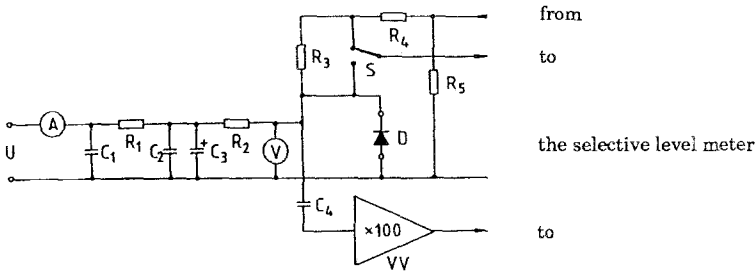 from
R4
R3
S
to
R5
A
R1
R2
D
U
C1
C2
+
C3
V
the selective level meter
C4
×100
to
VV